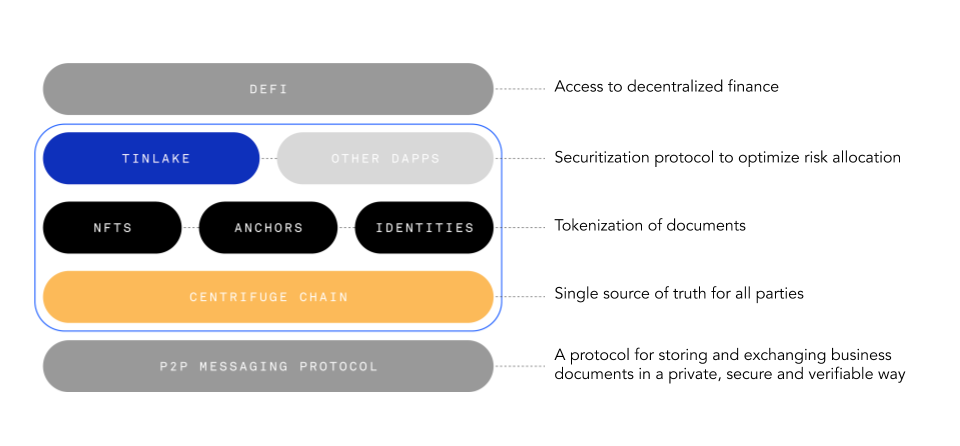 DEFI
Access to decentralized finance
TINLAKE
OTHER DAPPS
Securitization protocol to optimize risk allocation
NFTS
ANCHORS
IDENTITIES
Tokenization of documents
CENTRIFUGE CHAIN
Single source of truth for all parties
P2P MESSAGING PROTOCOL
A protocol for storing and exchanging business
documents in a private, secure and verifiable way